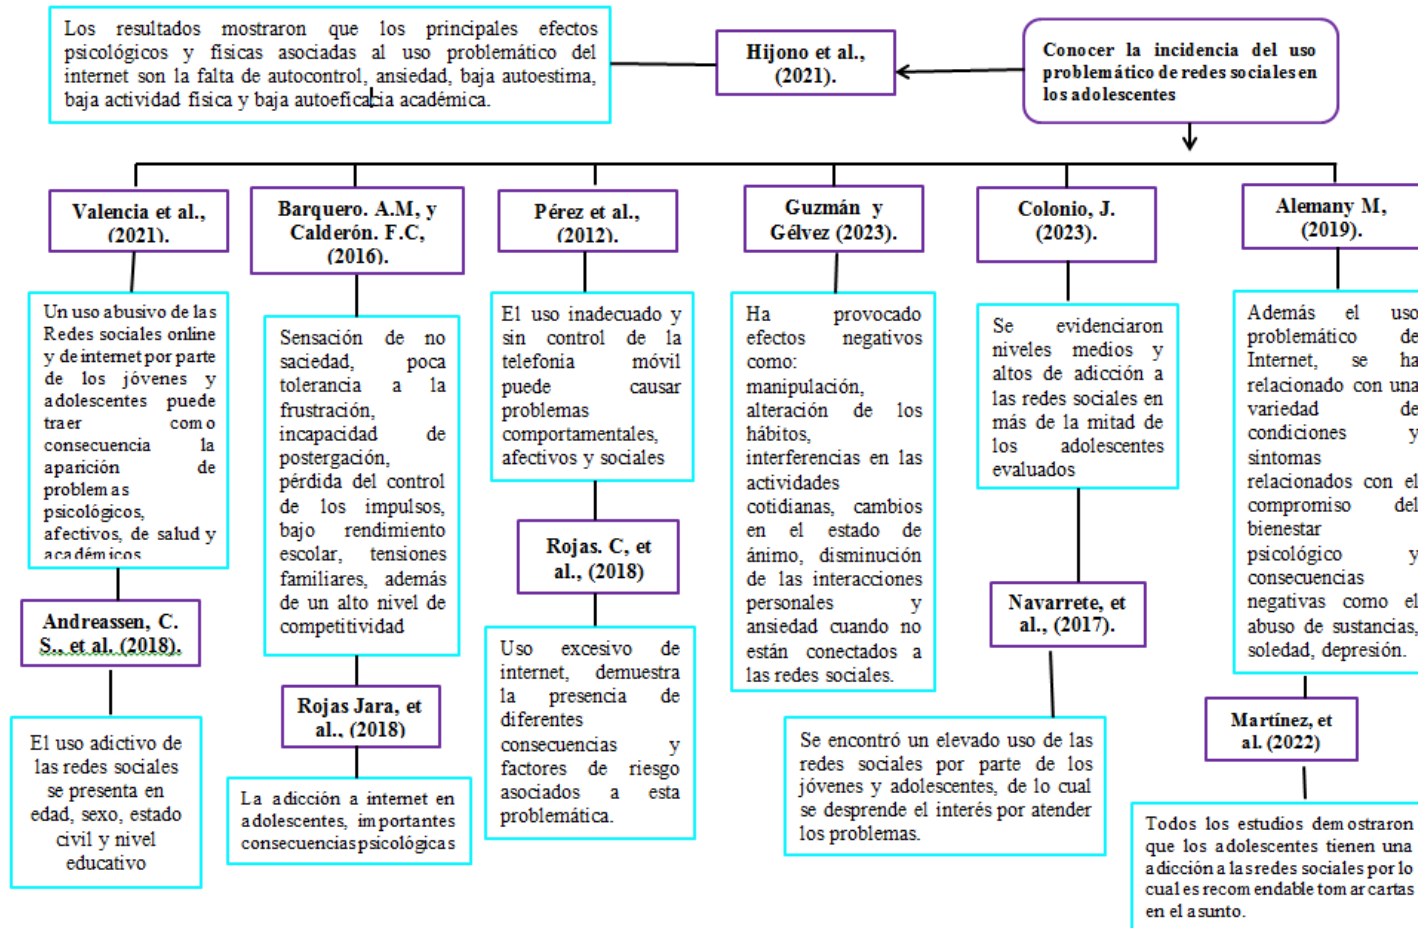 Los resultados mostraron que los principales efectos
psicológicos y físicas asociadas al uso problemático del
internet son la falta de autocontrol, ansiedad, baja autoestima,
baja actividad física y baja autoeficacia académica.
Hijono et al.,
(2021).
Conocer la incidencia del uso
problemático de redes sociales en
los adolescentes
Valencia et al.,
(2021).
Un uso abusivo de las
Redes sociales online
y de internet por parte
de los jóvenes y
adolescentes puede
traer como
consecuencia la
aparición de
problemas
psicológicos,
afectivos, de salud y
académicos
Andreassen, C.
S., et al. (2018).
El uso adictivo de
las redes sociales
se presenta en
edad, sexo, estado
civil y nivel
educativo
Barquero. A.M, y
Calderón. F.C,
(2016).
Sensación de no
saciedad, poca
tolerancia a la
frustración,
incapacidad de
postergación,
pérdida del control
de los impulsos,
bajo rendimiento
escolar, tensiones
familiares, además
de un alto nivel de
competitividad
Rojas Jara, et
al., (2018)
La adicción a internet en
adolescentes, importantes
consecuencias psicológicas
Pérez et al.,
(2012).
El uso inadecuado y
sin control de la
telefonía móvil
puede causar
problemas
comportamentales,
afectivos y sociales
Rojas. C, et
al., (2018)
Uso excesivo de
internet, demuestra
la presencia de
diferentes
consecuencias y
factores de riesgo
asociados a esta
problemática.
Guzmán y
Gélvez (2023).
Ha provocado
efectos negativos
como:
manipulación,
alteración de los
hábitos,
interferencias en las
actividades
cotidianas, cambios
en el estado de
ánimo, disminución
de las interacciones
personales y
ansiedad cuando no
están conectados a
las redes sociales.
Colonio, J.
(2023).
Se evidenciaron
niveles medios y
altos de adicción a
las redes sociales en
más de la mitad de
los adolescentes
evaluados
Navarrete, et
al., (2017).
Se encontró un elevado uso de las
redes sociales por parte de los
jóvenes y adolescentes, de lo cual
se desprende el interés por atender
los problemas.
Alemany M,
(2019).
Además el uso
problemático de
Internet, se ha
relacionado con una
variedad de
condiciones y
síntomas
relacionados con el
compromiso del
bienestar
psicológico y
consecuencias
negativas como el
abuso de sustancias,
soledad, depresión.
Martínez, et
al. (2022)
Todos los estudios demostraron
que los adolescentes tienen una
adicción a las redes sociales por lo
cual es recomendable tomar cartas
en el asunto.